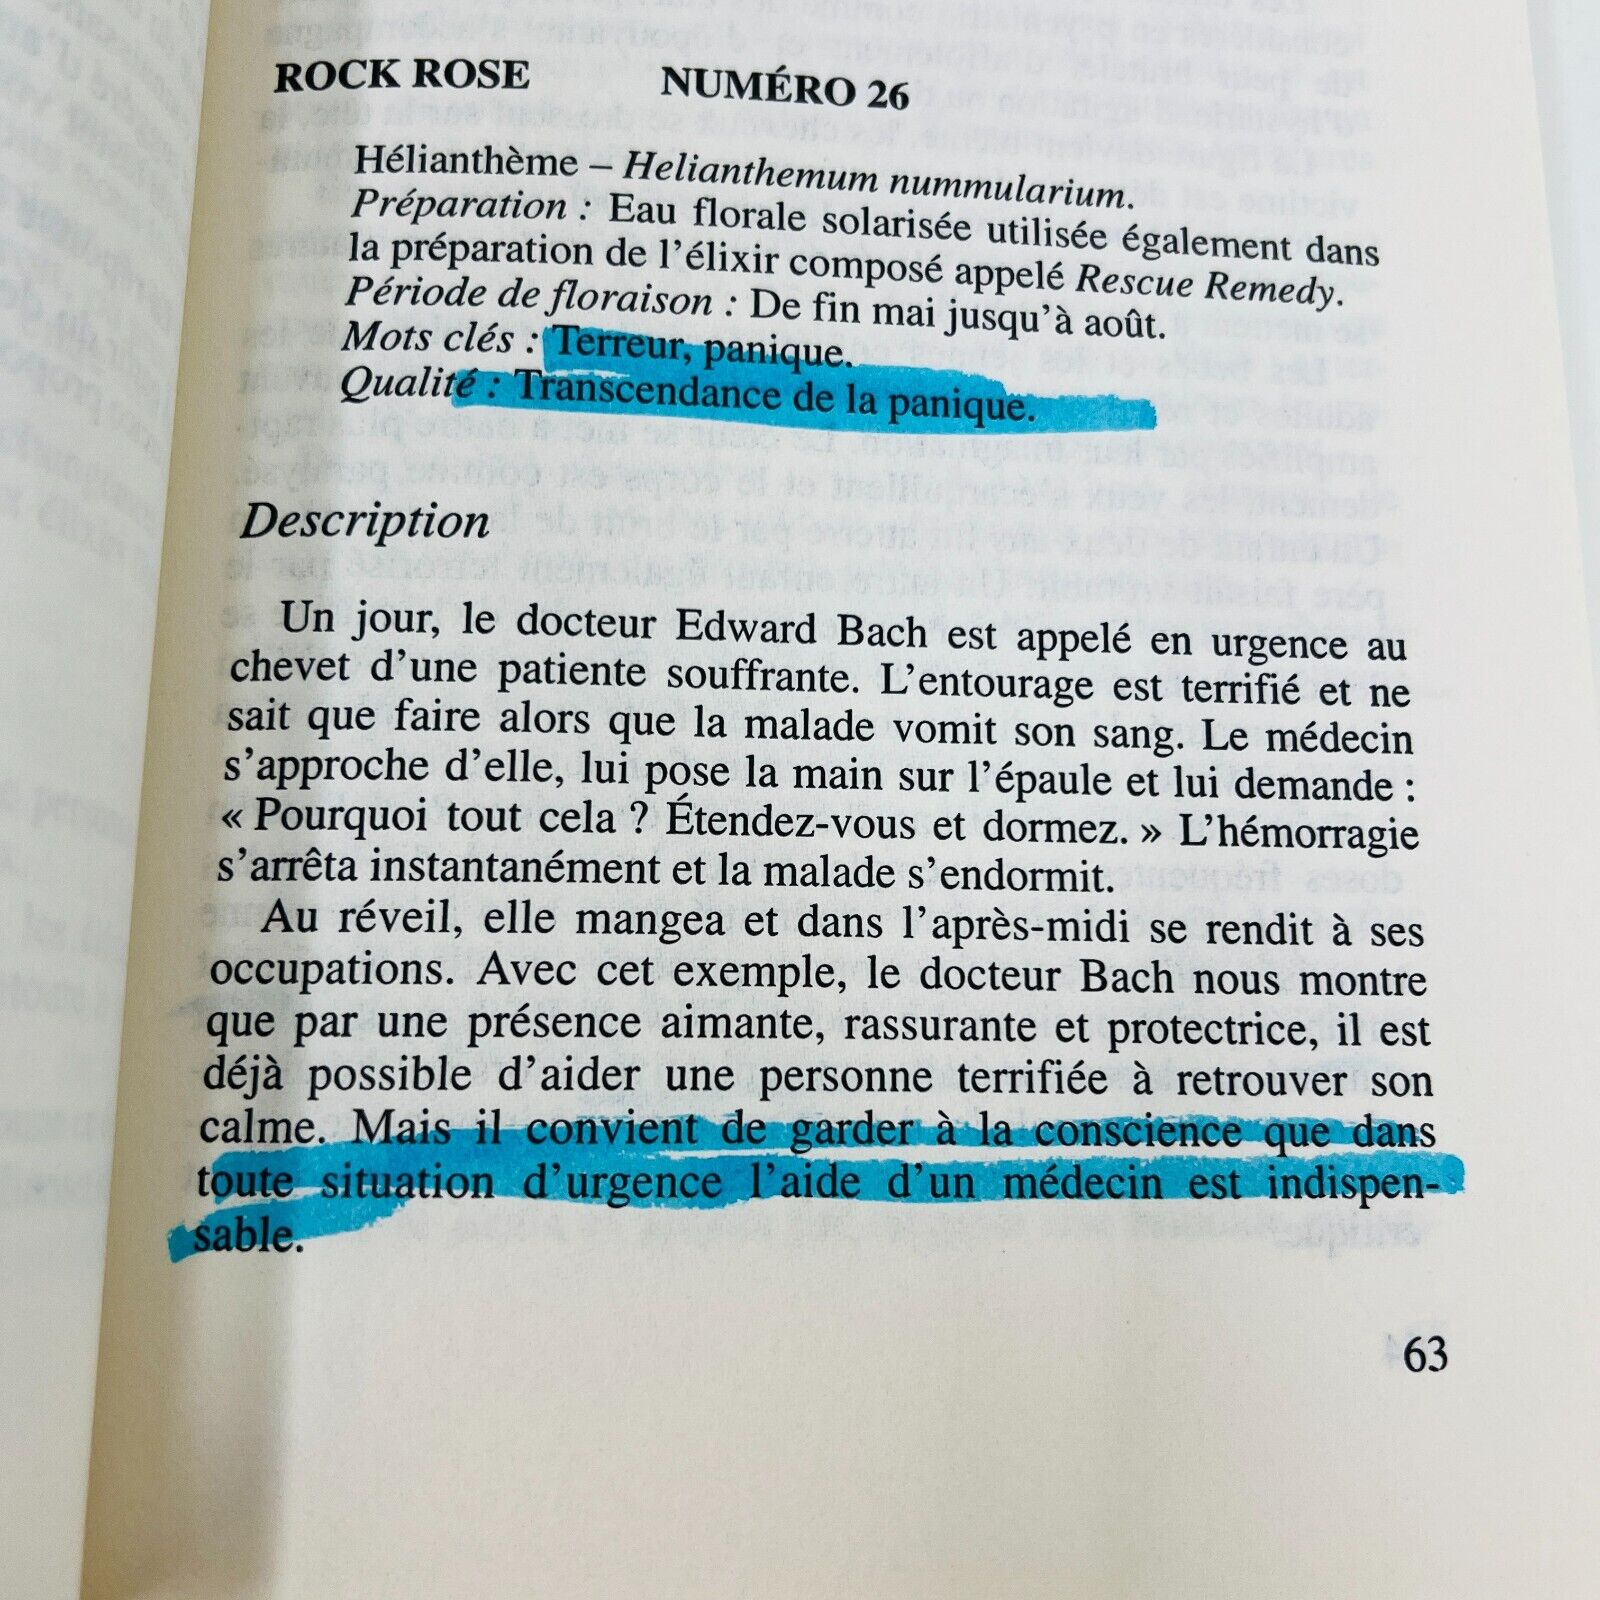 ROCK ROSE NUMÉRO 26
Hélianthème – Helianthemum nummularium.
Préparation : Eau florale solarisée utilisée également dans
la préparation de l’élixir composé appelé Rescue Remedy.
Période de floraison : De fin mai jusqu’à août.
Mots clés : Terreur, panique.
Qualité : Transcendance de la panique.
Description
Un jour, le docteur Edward Bach est appelé en urgence au
chevet d’une patiente souffrante. L’entourage est terrifié et ne
sait que faire alors que la malade vomit son sang. Le médecin
s’approche d’elle, lui pose la main sur l’épaule et lui demande :
« Pourquoi tout cela ? Étendez-vous et dormez. » L’hémorragie
s’arrêta instantanément et la malade s’endormit.
Au réveil, elle mangea et dans l’après-midi se rendit à ses
occupations. Avec cet exemple, le docteur Bach nous montre
que par une présence aimante, rassurante et protectrice, il est
déjà possible d’aider une personne terrifiée à retrouver son
calme. Mais il convient de garder à la conscience que dans
toute situation d’urgence l’aide d’un médecin est indispen-
sable.
63